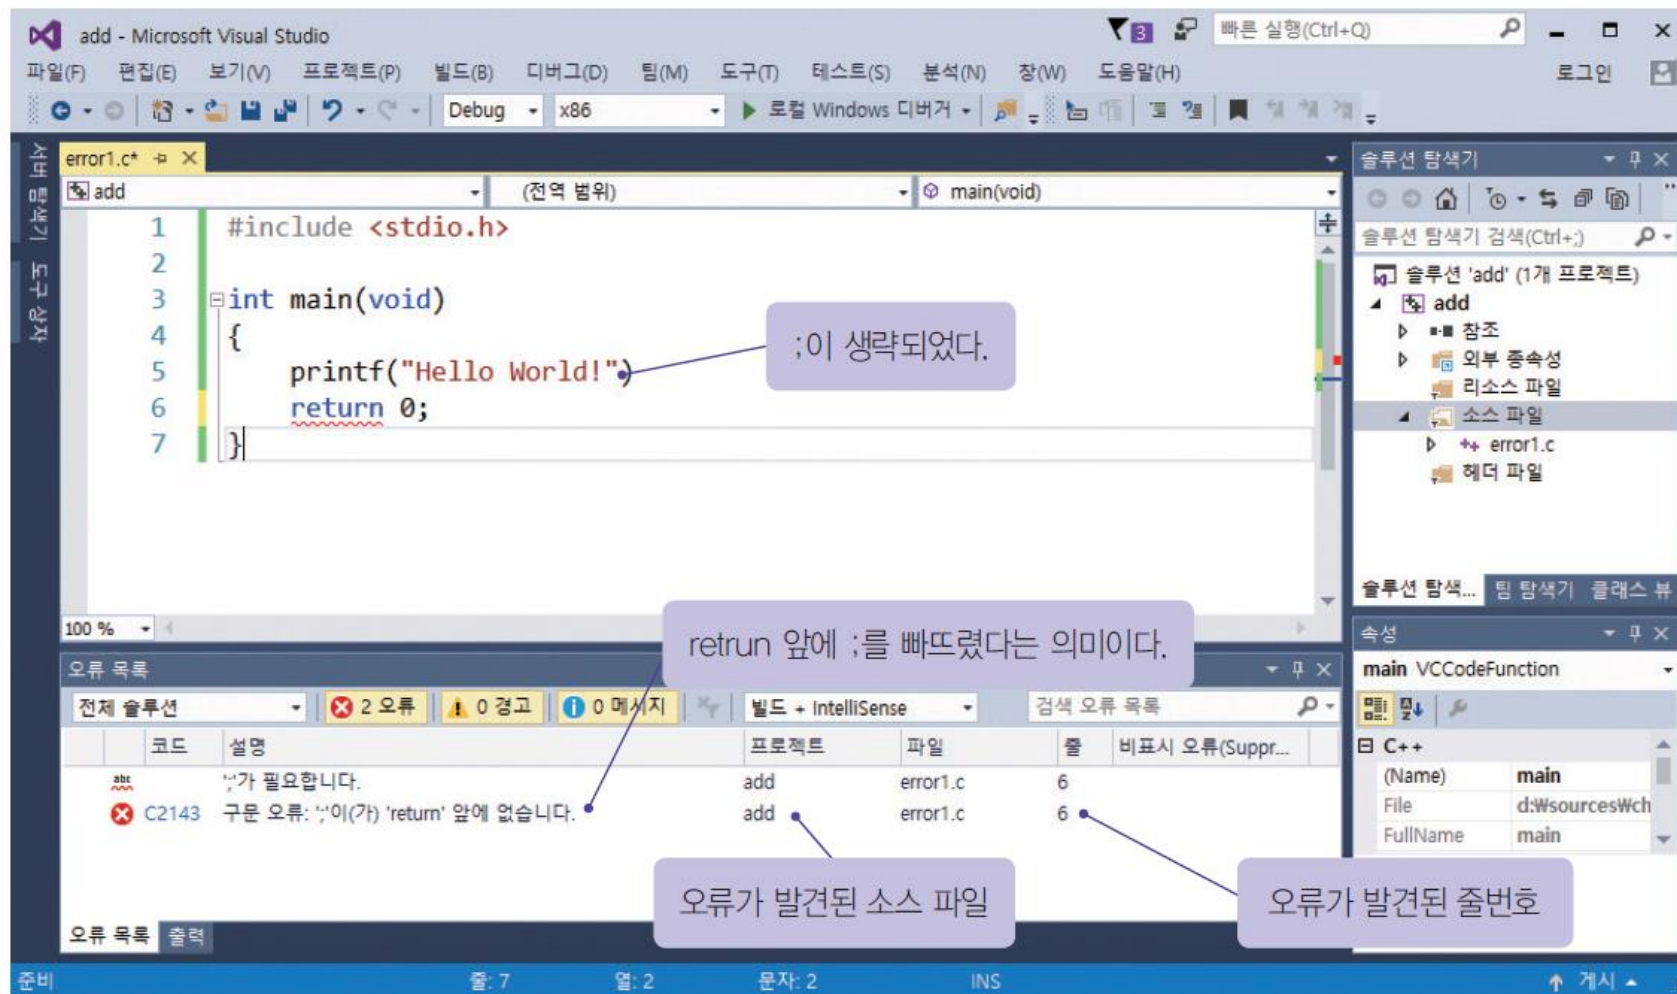 add - Microsoft Visual Studio
3
빠른 실행(Ctrl+Q)
파일(F) 편집(E) 보기(V) 프로젝트(P) 빌드(B) 디버그(D) 팀(M) 도구(T) 테스트(S) 분석(N) 창(W) 도움말(H) 로그인
Debug x86 로컬 Windows 디버거
서버 탐색기
도구 상자
error1.c*
add (전역 범위) main(void)
1 #include <stdio.h>
2
3 int main(void)
4 {
5 printf("Hello World!")
6 return 0;
7 }
;이 생략되었다.
100 %
retrun 앞에 ;를 빠뜨렸다는 의미이다.
오류 목록
전체 솔루션 2 오류 0 경고 0 메시지 빌드 + IntelliSense 검색 오류 목록
코드 설명 프로젝트 파일 줄 비표시 오류(Suppr...
abc ';'가 필요합니다. add error1.c 6
C2143 구문 오류: ';'이(가) 'return' 앞에 없습니다. add error1.c 6
오류가 발견된 소스 파일
오류가 발견된 줄번호
오류 목록 출력
솔루션 탐색기
솔루션 탐색기 검색(Ctrl+;)
솔루션 'add' (1개 프로젝트)
add
참조
외부 종속성
리소스 파일
소스 파일
error1.c
헤더 파일
솔루션 탐색... 팀 탐색기 클래스 뷰
속성
main VCCodeFunction
C++
(Name) main
File d:₩sources₩ch
FullName main
준비 줄: 7 열: 2 문자: 2 INS 게시